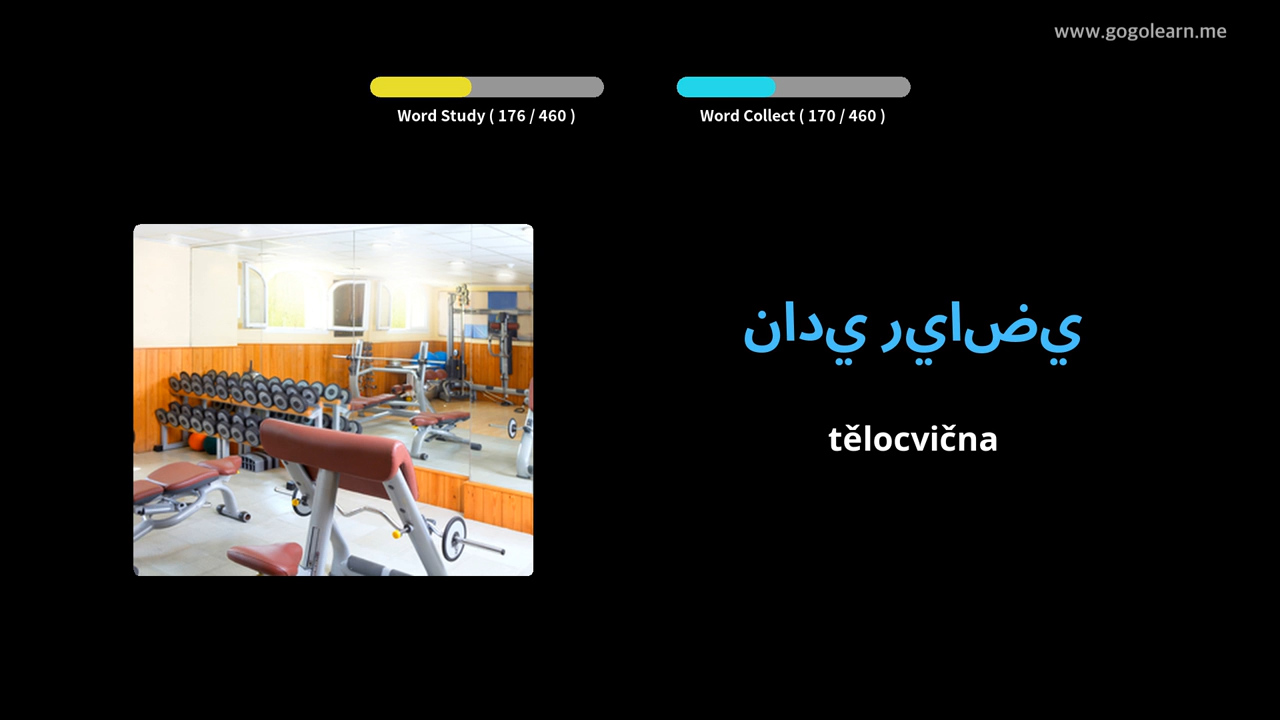 www.gogolearn.me
Word Study ( 176 / 460 )
Word Collect ( 170 / 460 )
نادي رياضي
tělocvična